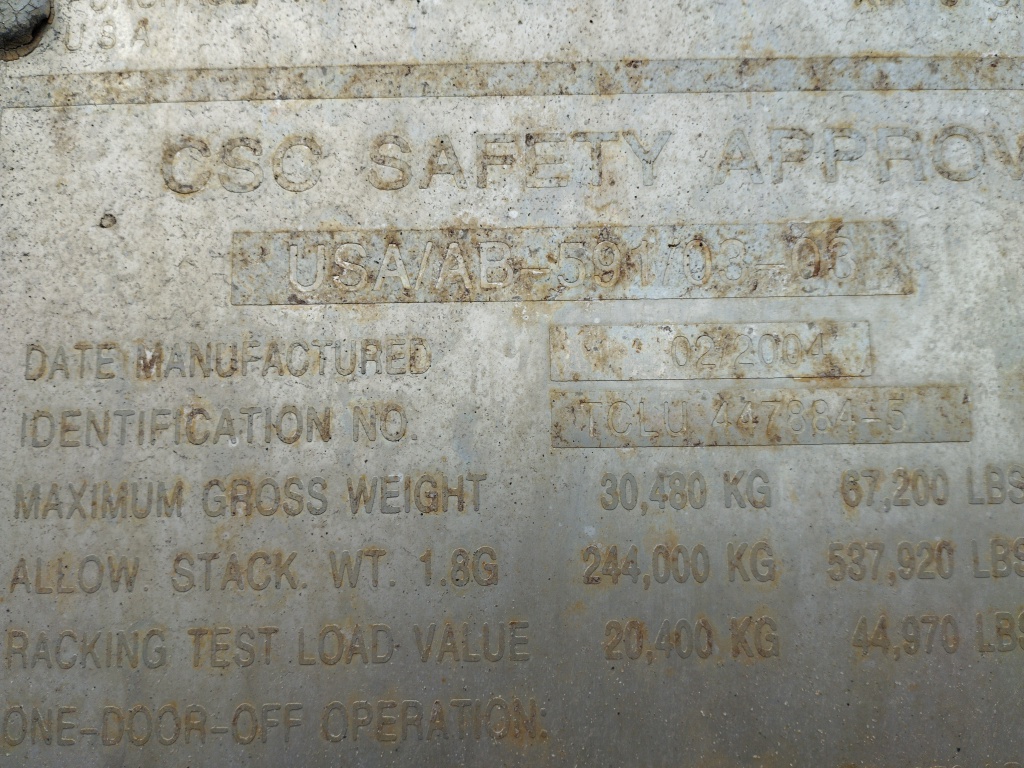 USA
CSC SAFETY APPROV
USA/AB-591/03-03
DATE MANUFACTURED 02/2004
IDENTIFICATION NO. TCLU 447884-5
MAXIMUM GROSS WEIGHT 30,480 KG 67,200 LBS
ALLOW. STACK. WT. 1.8G 244,000 KG 537,920 LBS
RACKING TEST LOAD VALUE 20,400 KG 44,970 LBS
ONE-DOOR-OFF OPERATION: